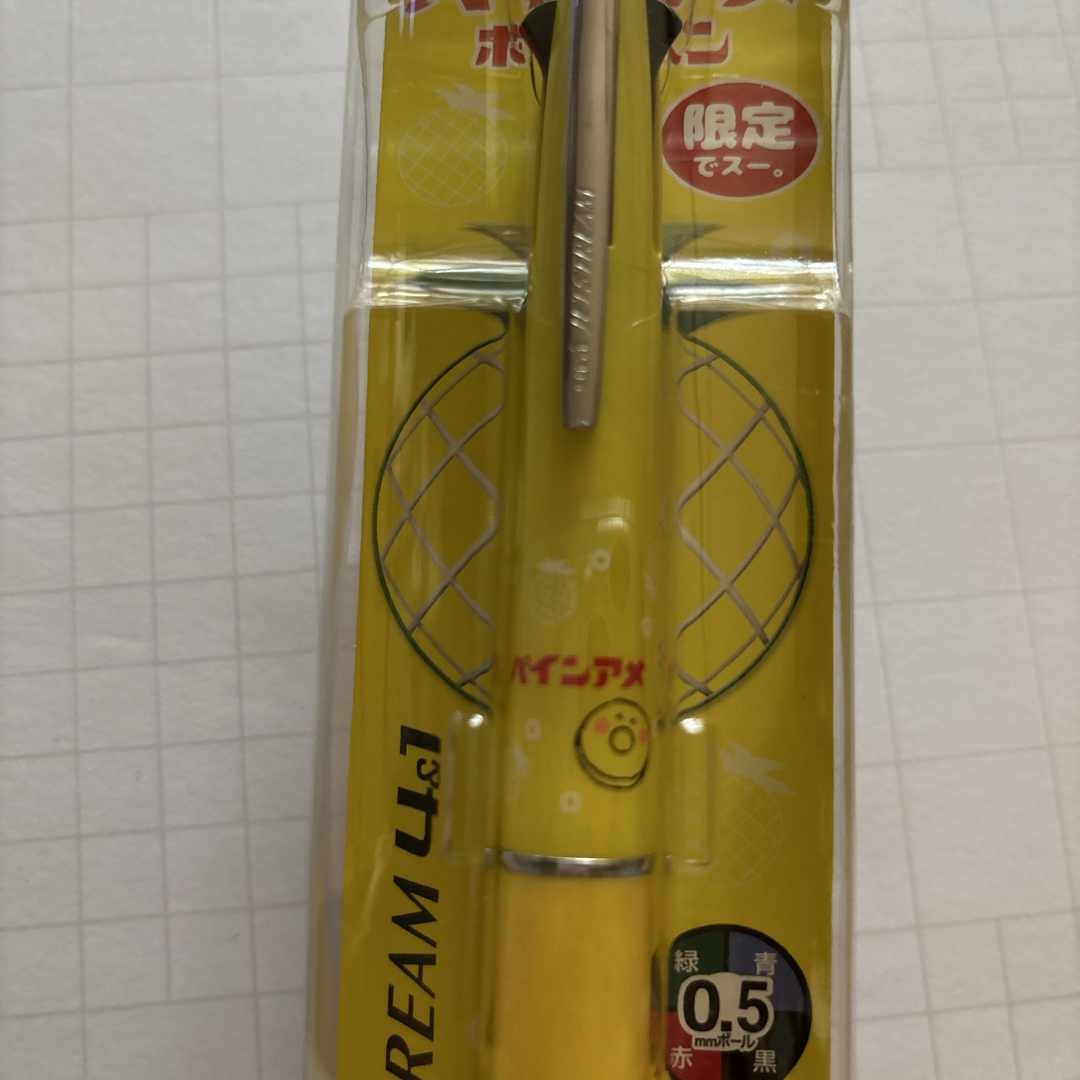 限定
でスー。
JETSTREAM
パインアメ
REAM 4&1
緑 青
0.5
mmボール
赤 黒